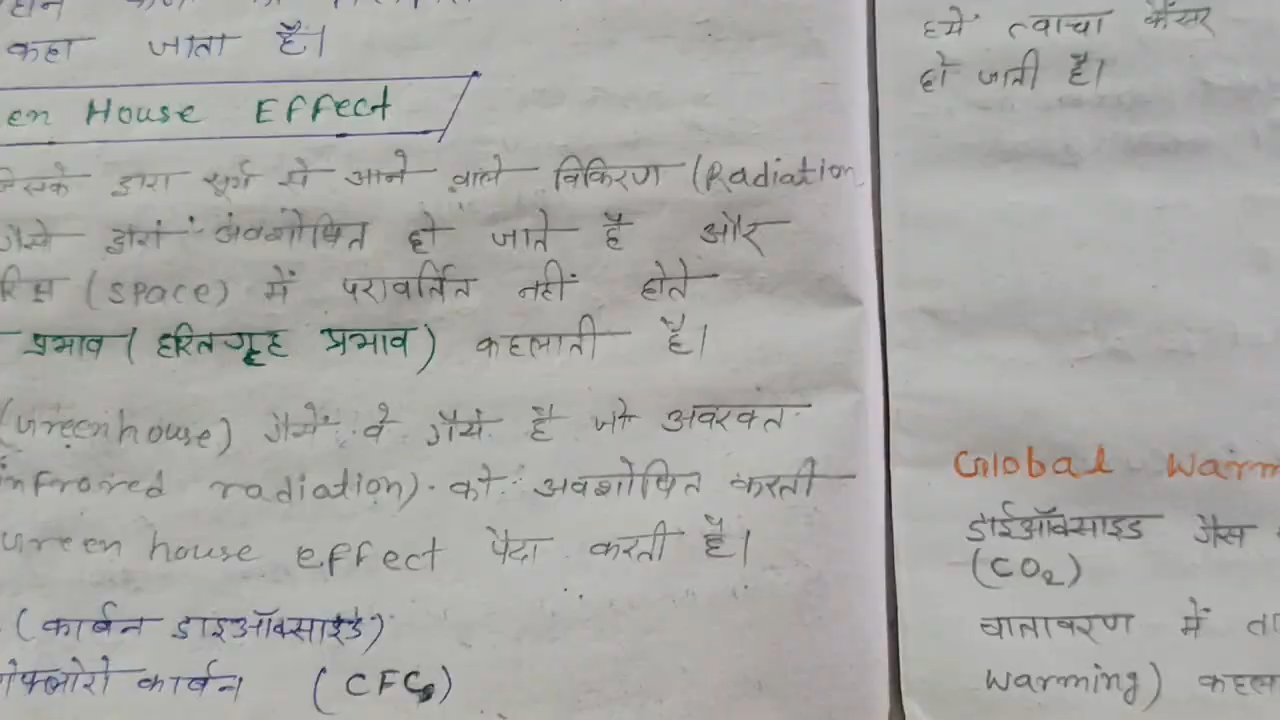 कहा जाता है।
en House Effect
जिसके द्वारा सूर्य से आने वाले विकिरण (Radiation
गैसो द्वारा अवशोषित हो जाते है और
रिक्ष (space) में परावर्तित नहीं होते
प्रभाव (हरितगृह प्रभाव) कहलाती है।
(Greenhouse) गैसें वे गैसें है जो अवरक्त
infrared radiation) को अवशोषित करती
Green house effect पैदा करती है।
(कार्बन डाइऑक्साइड)
रोफ्लोरो कार्बन (CFCs)
हमें त्वाचा कैंसर
हो जाती है।
Global Warm
डाईऑक्साइड गैस
(CO₂)
वातावरण में ता
warming) कहल